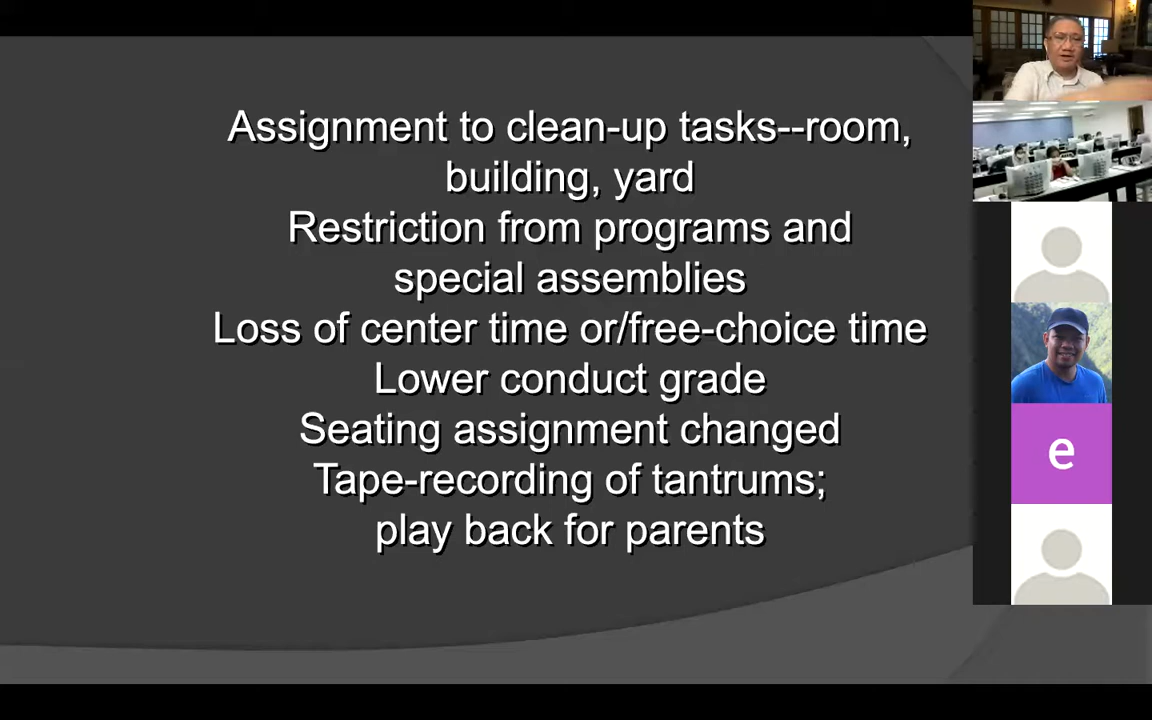 Assignment to clean-up tasks--room,
building, yard
Restriction from programs and
special assemblies
Loss of center time or/free-choice time
Lower conduct grade
Seating assignment changed
Tape-recording of tantrums;
play back for parents
e